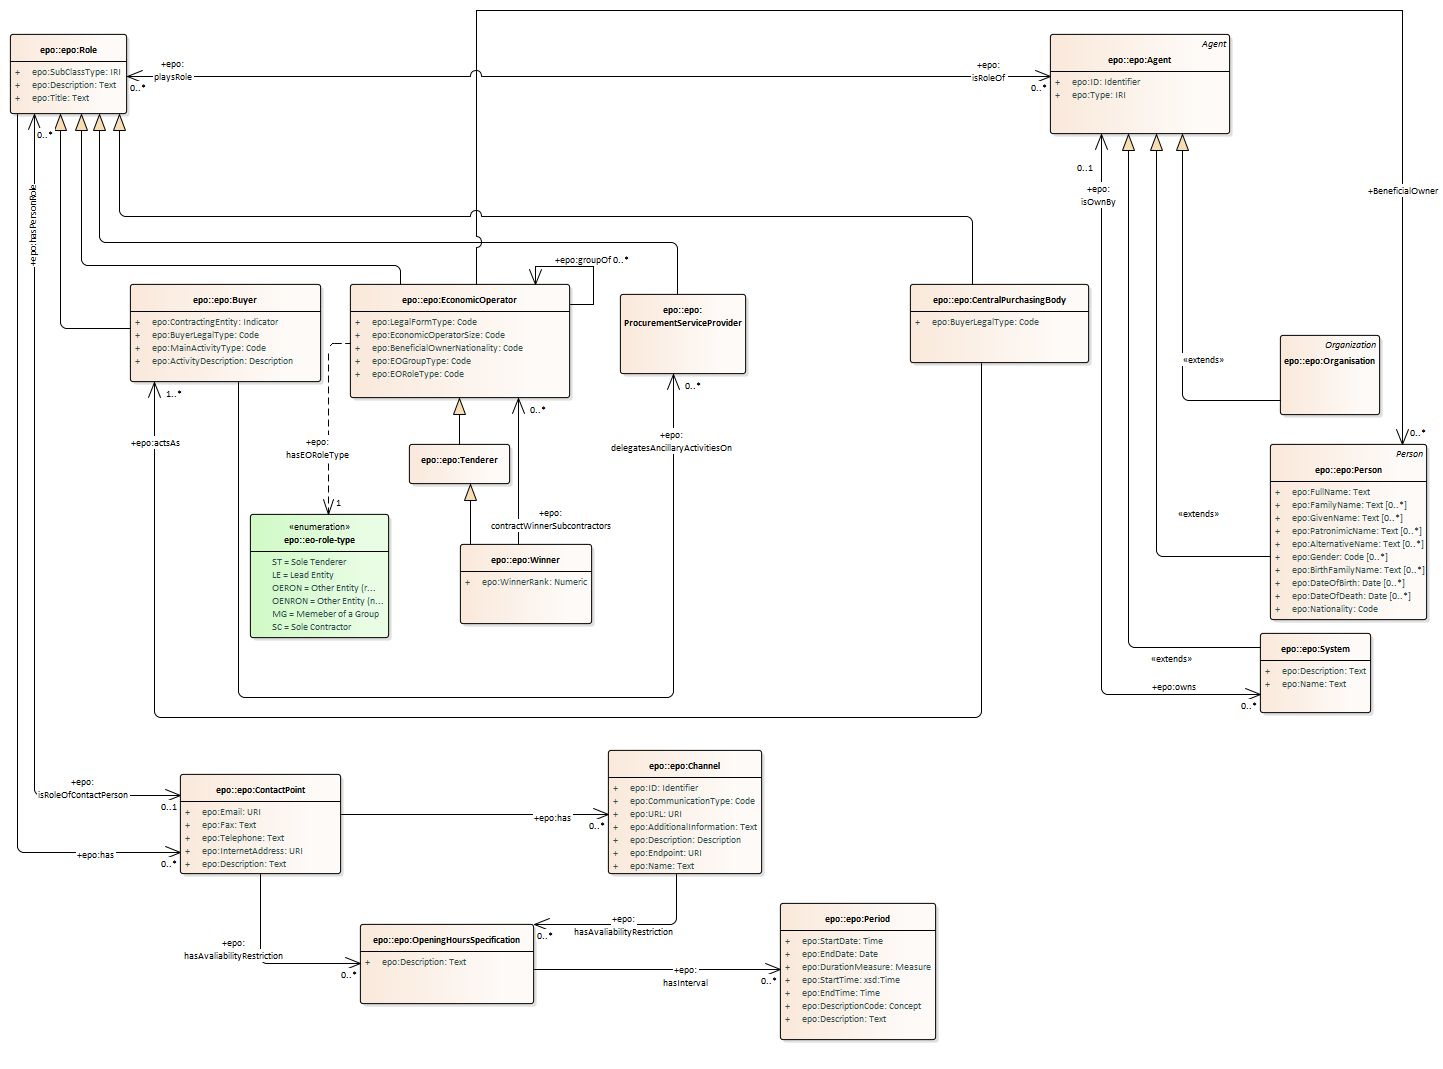 epo::epo:Role
+ epo:SubClassType: IRI
+ epo:Description: Text
+ epo:Title: Text
+epo:
playsRole
0..*
+epo:
isRoleOf
0..*
Agent
epo::epo:Agent
+ epo:ID: Identifier
+ epo:Type: IRI
0..*
+epo:hasPersonRole
0..1
+epo:
isOwnBy
+BeneficialOwner
0..*
+epo:groupOf 0..*
epo::epo:Buyer
+ epo:ContractingEntity: Indicator
+ epo:BuyerLegalType: Code
+ epo:MainActivityType: Code
+ epo:ActivityDescription: Description
epo::epo:EconomicOperator
+ epo:LegalFormType: Code
+ epo:EconomicOperatorSize: Code
+ epo:BeneficialOwnerNationality: Code
+ epo:EOGroupType: Code
+ epo:EORoleType: Code
epo::epo:
ProcurementServiceProvider
epo::epo:CentralPurchasingBody
+ epo:BuyerLegalType: Code
Organization
epo::epo:Organisation
«extends»
1..*
+epo:actsAs
+epo:
hasEORoleType
1
0..*
0..*
+epo:
delegatesAncillaryActivitiesOn
epo::epo:Tenderer
+epo:
contractWinnerSubcontractors
«enumeration»
epo::eo-role-type
ST = Sole Tenderer
LE = Lead Entity
OERON = Other Entity (r...
OENRON = Other Entity (n...
MG = Memeber of a Group
SC = Sole Contractor
epo::epo:Winner
+ epo:WinnerRank: Numeric
Person
epo::epo:Person
+ epo:FullName: Text
+ epo:FamilyName: Text [0..*]
+ epo:GivenName: Text [0..*]
+ epo:PatronimicName: Text [0..*]
+ epo:AlternativeName: Text [0..*]
+ epo:Gender: Code [0..*]
+ epo:BirthFamilyName: Text [0..*]
+ epo:DateOfBirth: Date [0..*]
+ epo:DateOfDeath: Date [0..*]
+ epo:Nationality: Code
«extends»
epo::epo:System
+ epo:Description: Text
+ epo:Name: Text
«extends»
+epo:owns
0..*
+epo:
isRoleOfContactPerson
0..1
+epo:has
0..*
epo::epo:ContactPoint
+ epo:Email: URI
+ epo:Fax: Text
+ epo:Telephone: Text
+ epo:InternetAddress: URI
+ epo:Description: Text
+epo:has
0..*
epo::epo:Channel
+ epo:ID: Identifier
+ epo:CommunicationType: Code
+ epo:URL: URI
+ epo:AdditionalInformation: Text
+ epo:Description: Description
+ epo:Endpoint: URI
+ epo:Name: Text
+epo:
hasAvaliabilityRestriction
0..*
+epo:
hasAvaliabilityRestriction
0..*
epo::epo:OpeningHoursSpecification
+ epo:Description: Text
+epo:
hasInterval
0..*
epo::epo:Period
+ epo:StartDate: Time
+ epo:EndDate: Date
+ epo:DurationMeasure: Measure
+ epo:StartTime: xsd:Time
+ epo:EndTime: Time
+ epo:DescriptionCode: Concept
+ epo:Description: Text